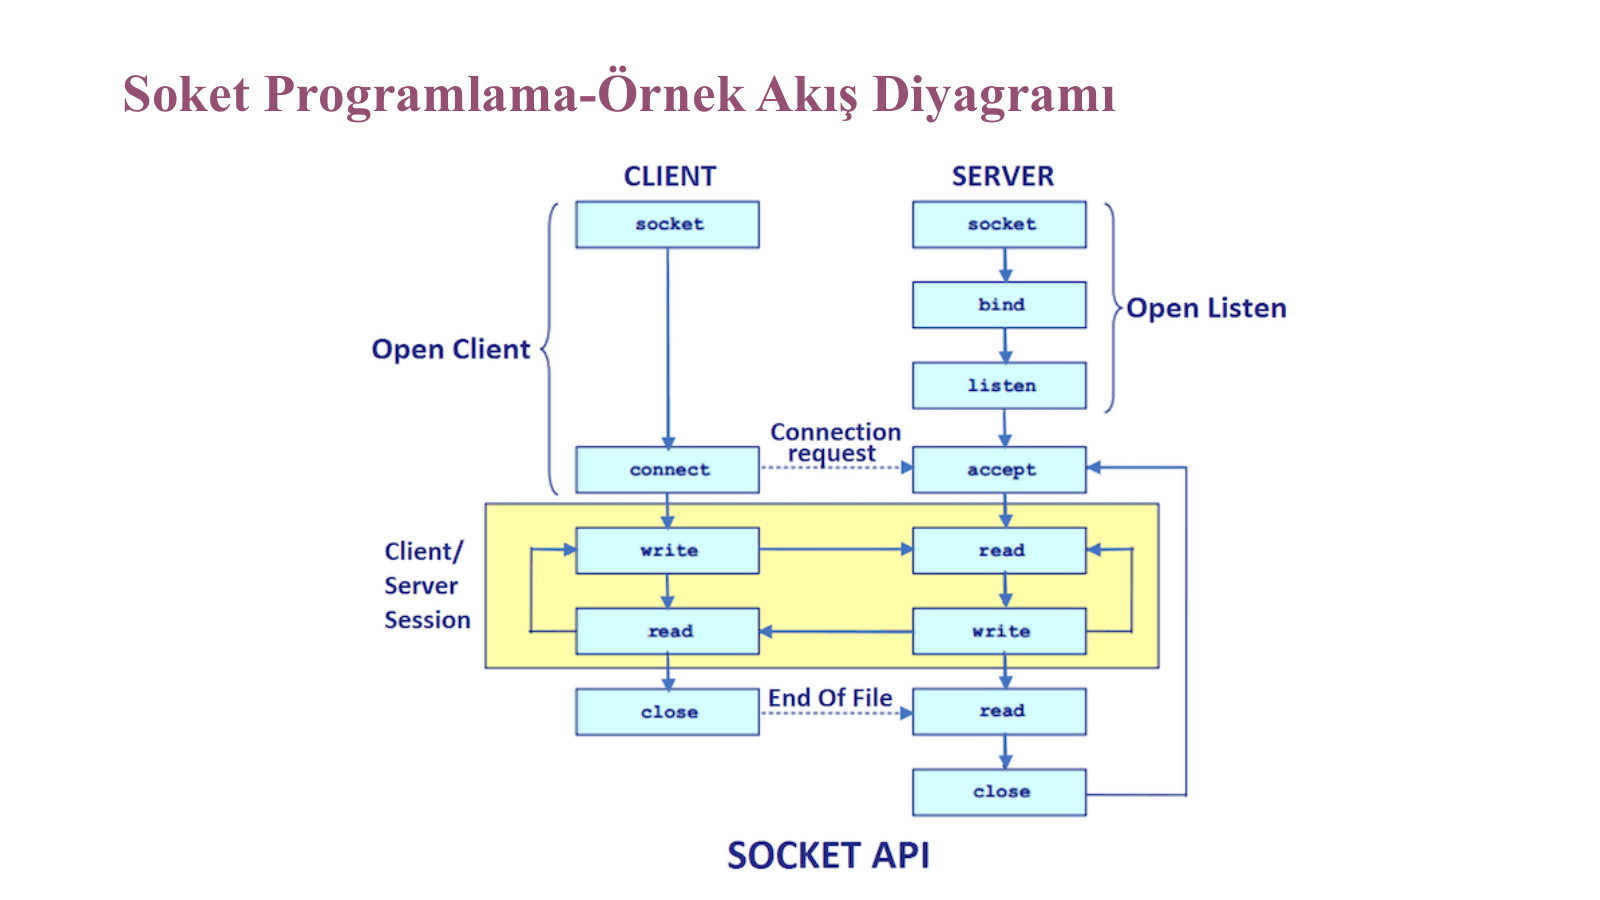 Soket Programlama-Örnek Akış Diyagramı
CLIENT
SERVER
socket
socket
bind
Open Listen
Open Client
listen
Connection
request
connect
accept
Client/
Server
Session
write
read
read
write
close
End Of File
read
close
SOCKET API